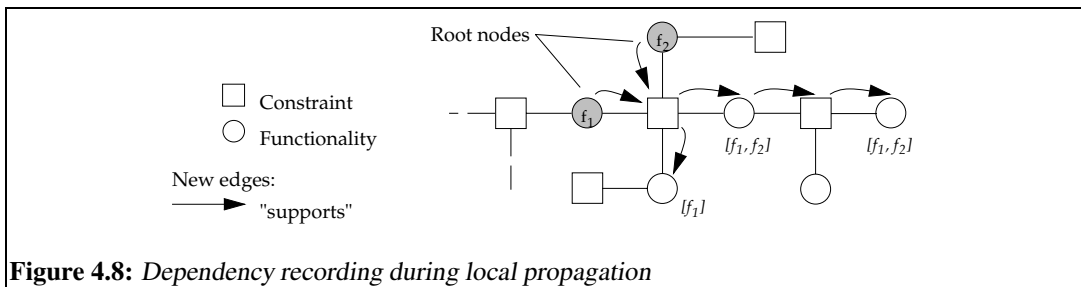 Root nodes
f2
Constraint
f1
Functionality
[f1, f2]
[f1, f2]
New edges:
"supports"
[f1]
Figure 4.8: Dependency recording during local propagation